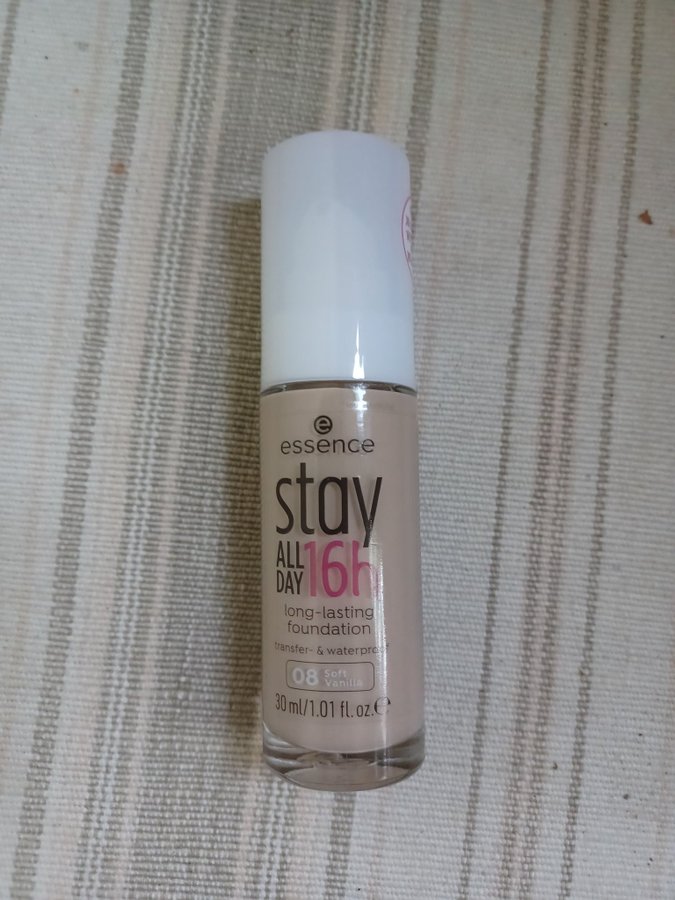 e
essence
stay
ALL DAY 16h
long-lasting
foundation
transfer- & waterproof
08 Soft Vanilla
30 ml/1.01 fl.oz.℮